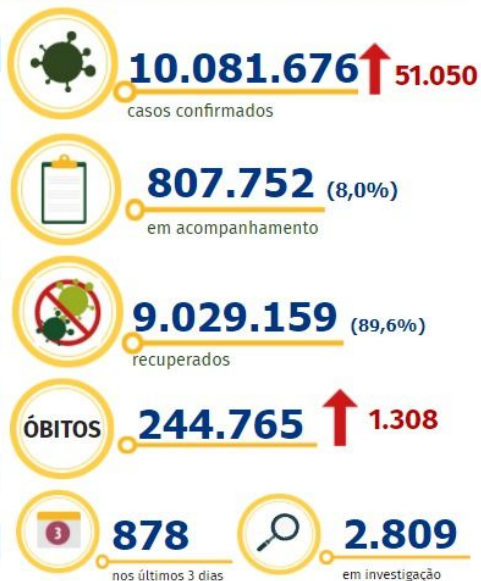 10.081.676 51.050
casos confirmados
807.752 (8,0%)
em acompanhamento
9.029.159 (89,6%)
recuperados
ÓBITOS 244.765 1.308
3 878
nos últimos 3 dias
2.809
em investigação